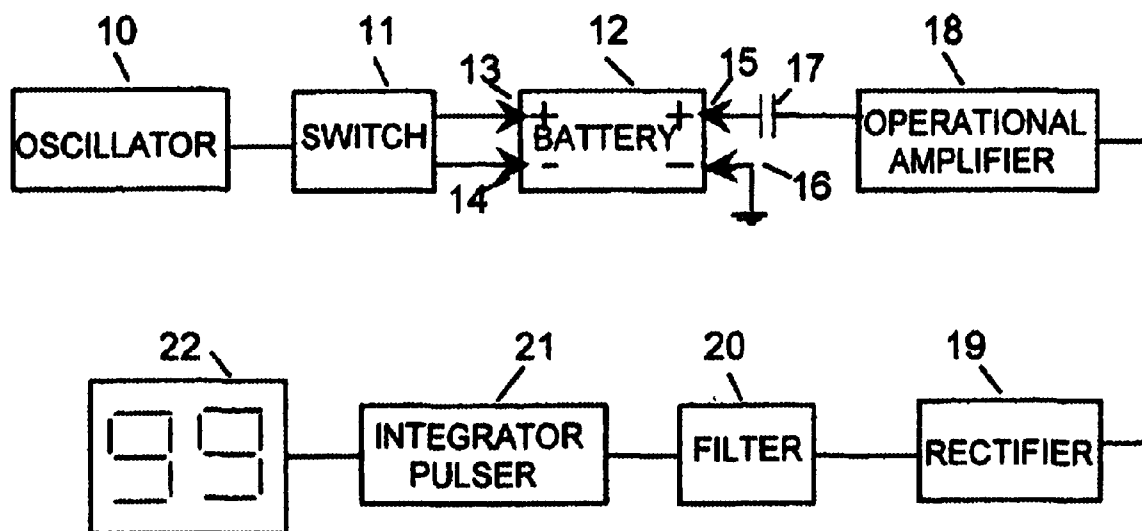 10
11
12
13
15
17
18
OSCILLATOR
SWITCH
+
BATTERY
+
OPERATIONAL
AMPLIFIER
-
—
14
16
22
21
20
19
99
INTEGRATOR
PULSER
FILTER
RECTIFIER